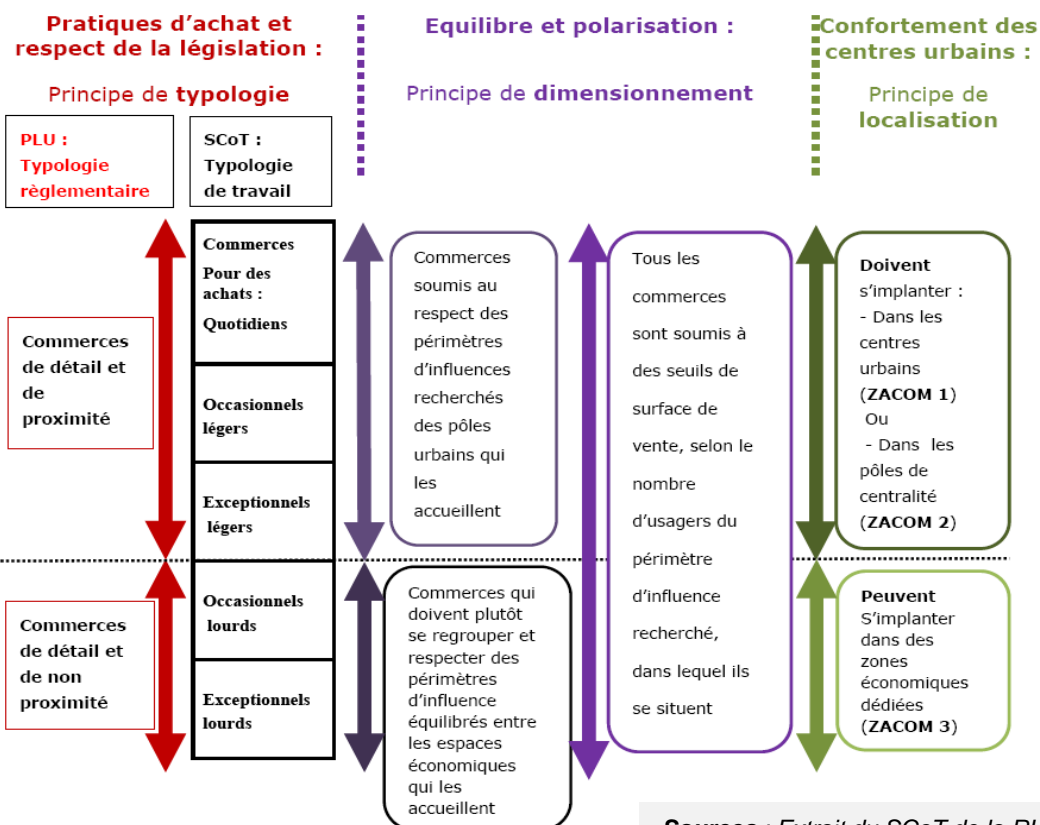 Pratiques d'achat et
respect de la législation :
Principe de typologie
PLU :
Typologie
règlementaire
SCoT :
Typologie
de travail
Commerces
de détail et
de
proximité
Commerces
de détail et
de non
proximité
Commerces
Pour des
achats :
Quotidiens
Occasionnels
légers
Exceptionnels
légers
Occasionnels
lourds
Exceptionnels
lourds
Equilibre et polarisation :
Principe de dimensionnement
Commerces
soumis au
respect des
périmètres
d'influences
recherchés
des pôles
urbains qui
les
accueillent
Commerces qui
doivent plutôt
se regrouper et
respecter des
périmètres
d'influence
équilibrés entre
les espaces
économiques
qui les
accueillent
Tous les
commerces
sont soumis à
des seuils de
surface de
vente, selon le
nombre
d'usagers du
périmètre
d'influence
recherché,
dans lequel ils
se situent
Confortement des
centres urbains :
Principe de
localisation
Doivent
s'implanter :
- Dans les
centres
urbains
(ZACOM 1)
Ou
- Dans les
pôles de
centralité
(ZACOM 2)
Peuvent
S'implanter
dans des
zones
économiques
dédiées
(ZACOM 3)
Sources : Extrait du SCoT de la